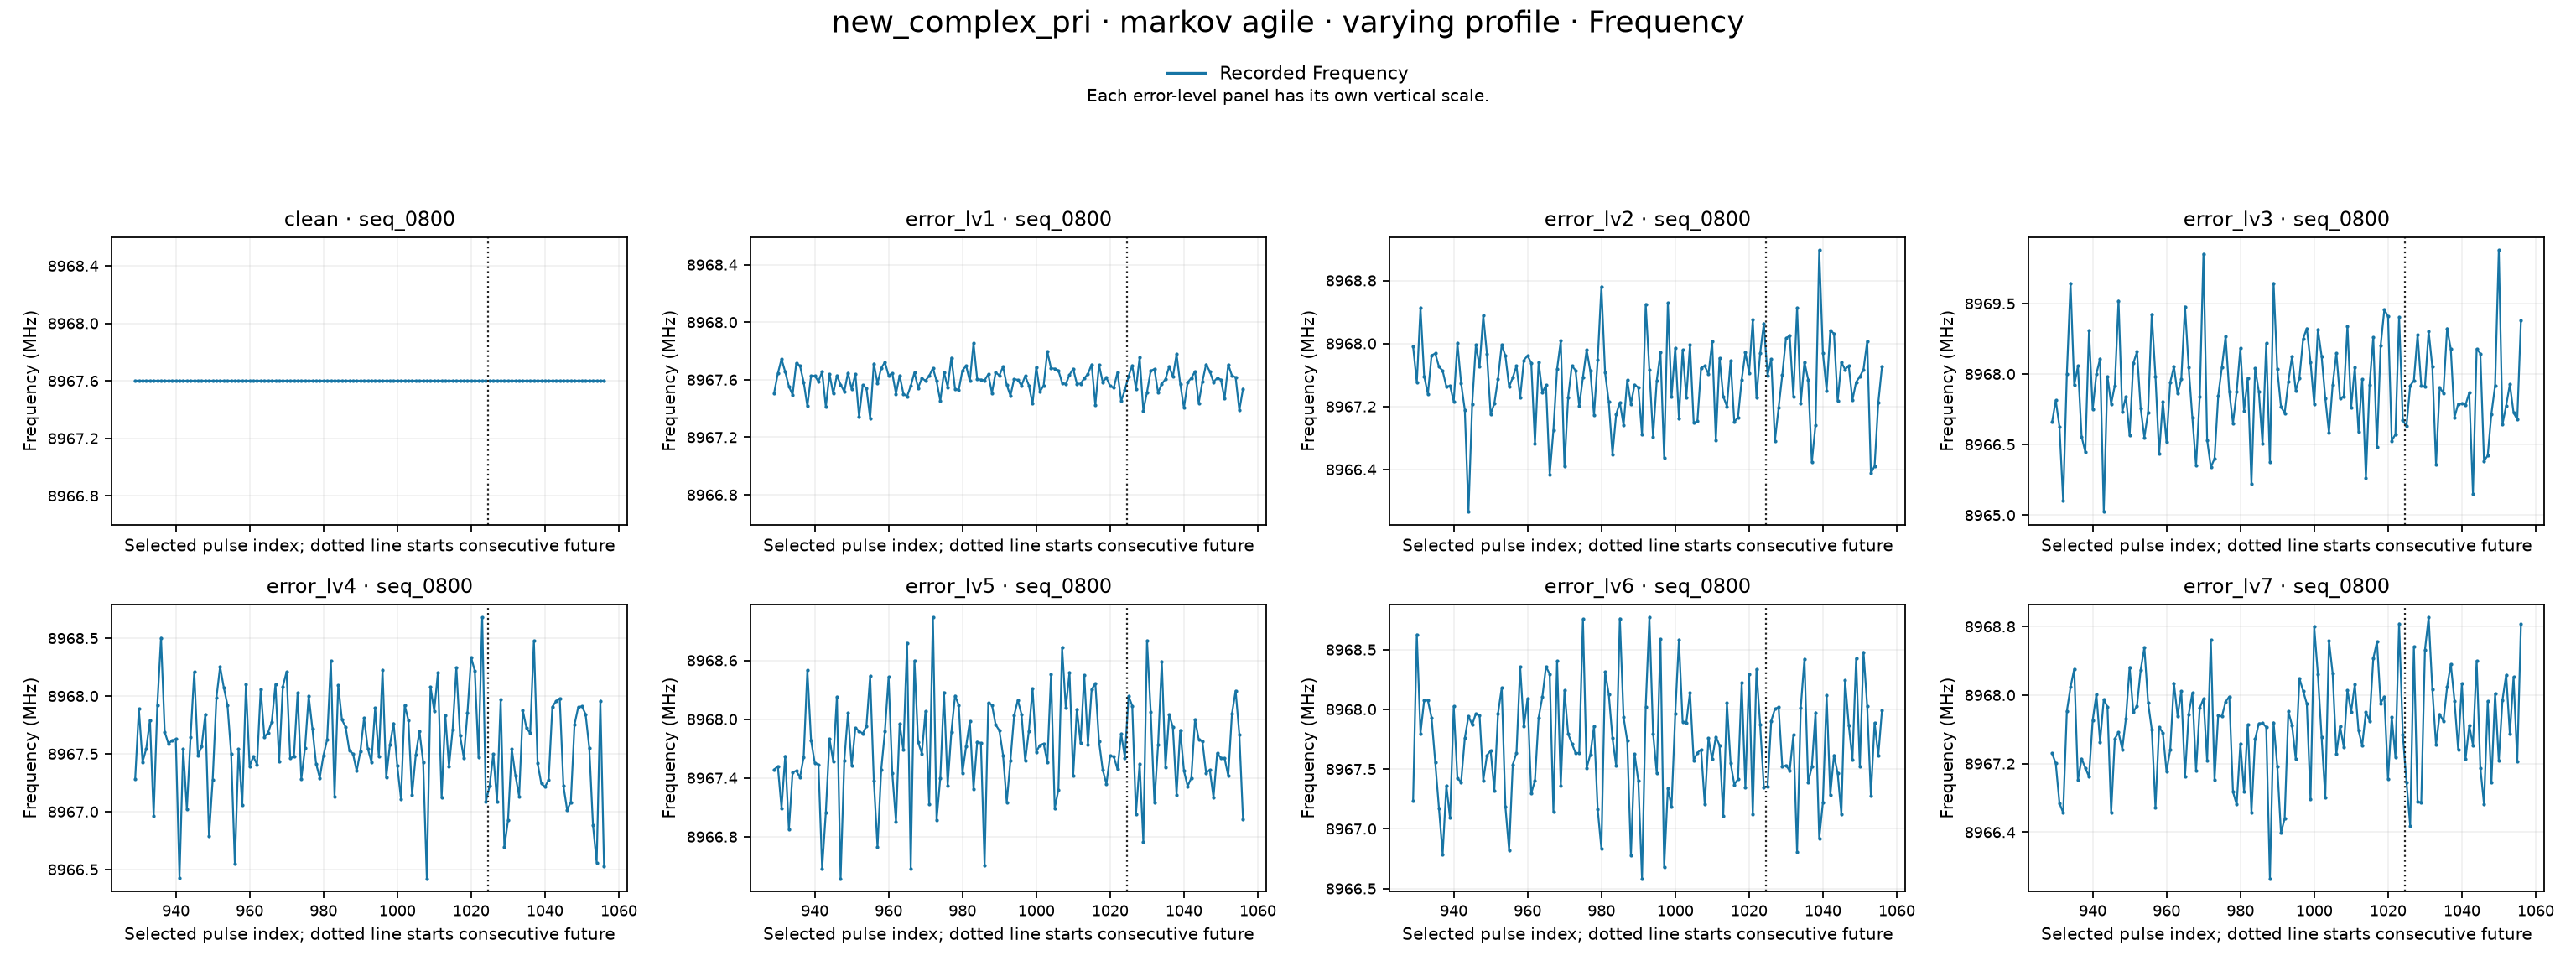 new_complex_pri · markov agile · varying profile · Frequency
Recorded Frequency
Each error-level panel has its own vertical scale.
clean · seq_0800
error_lv1 · seq_0800
error_lv2 · seq_0800
error_lv3 · seq_0800
Frequency (MHz)
8968.4
8968.0
8967.6
8967.2
8966.8
Frequency (MHz)
8968.4
8968.0
8967.6
8967.2
8966.8
Frequency (MHz)
8968.8
8968.0
8967.2
8966.4
Frequency (MHz)
8969.5
8968.0
8966.5
8965.0
Selected pulse index; dotted line starts consecutive future
Selected pulse index; dotted line starts consecutive future
Selected pulse index; dotted line starts consecutive future
Selected pulse index; dotted line starts consecutive future
error_lv4 · seq_0800
error_lv5 · seq_0800
error_lv6 · seq_0800
error_lv7 · seq_0800
Frequency (MHz)
8968.5
8968.0
8967.5
8967.0
8966.5
Frequency (MHz)
8968.6
8968.0
8967.4
8966.8
Frequency (MHz)
8968.5
8968.0
8967.5
8967.0
8966.5
Frequency (MHz)
8968.8
8968.0
8967.2
8966.4
940 960 980 1000 1020 1040 1060
940 960 980 1000 1020 1040 1060
940 960 980 1000 1020 1040 1060
940 960 980 1000 1020 1040 1060
Selected pulse index; dotted line starts consecutive future
Selected pulse index; dotted line starts consecutive future
Selected pulse index; dotted line starts consecutive future
Selected pulse index; dotted line starts consecutive future